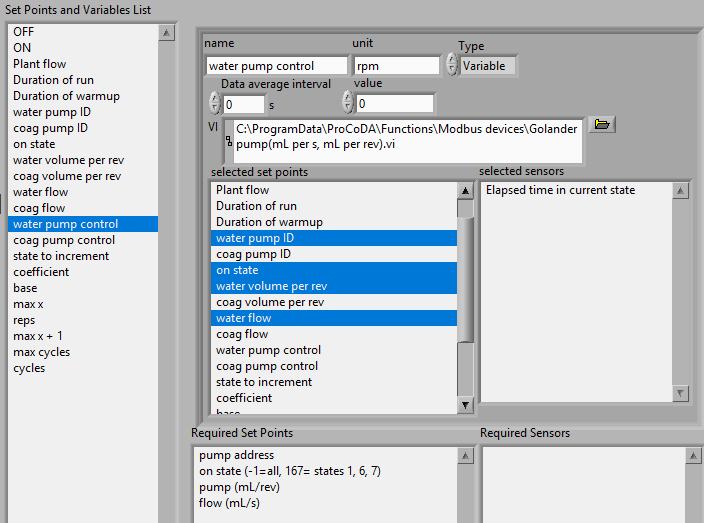 Set Points and Variables List
OFF
ON
Plant flow
Duration of run
Duration of warmup
water pump ID
coag pump ID
on state
water volume per rev
coag volume per rev
water flow
coag flow
water pump control
coag pump control
state to increment
coefficient
base
max x
reps
max x + 1
max cycles
cycles
name
unit
Type
water pump control
rpm
Variable
Data average interval
value
0
s
0
VI
C:\ProgramData\ProCoDA\Functions\Modbus devices\Golander
pump(mL per s, mL per rev).vi
selected set points
Plant flow
Duration of run
Duration of warmup
water pump ID
coag pump ID
on state
water volume per rev
coag volume per rev
water flow
coag flow
water pump control
coag pump control
state to increment
coefficient
base
selected sensors
Elapsed time in current state
Required Set Points
pump address
on state (-1=all, 167= states 1, 6, 7)
pump (mL/rev)
flow (mL/s)
Required Sensors